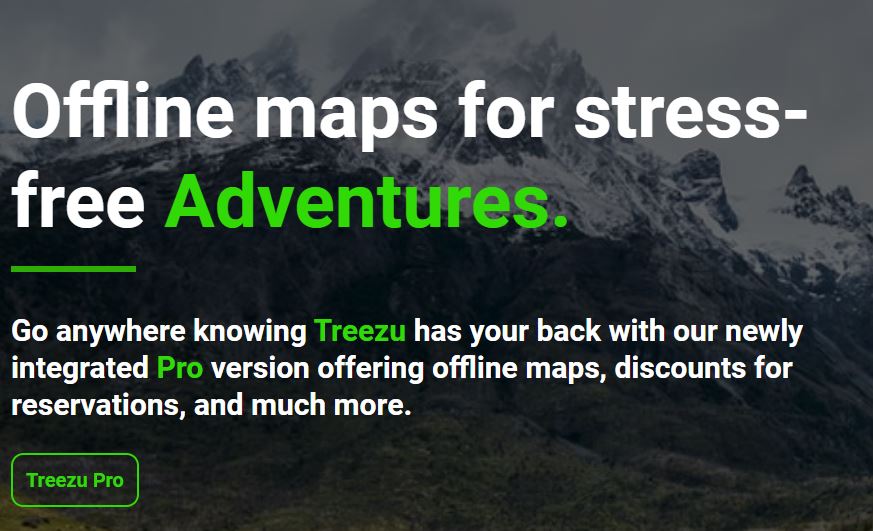 Offline maps for stress-
free Adventures.
Go anywhere knowing Treezu has your back with our newly
integrated Pro version offering offline maps, discounts for
reservations, and much more.
Treezu Pro